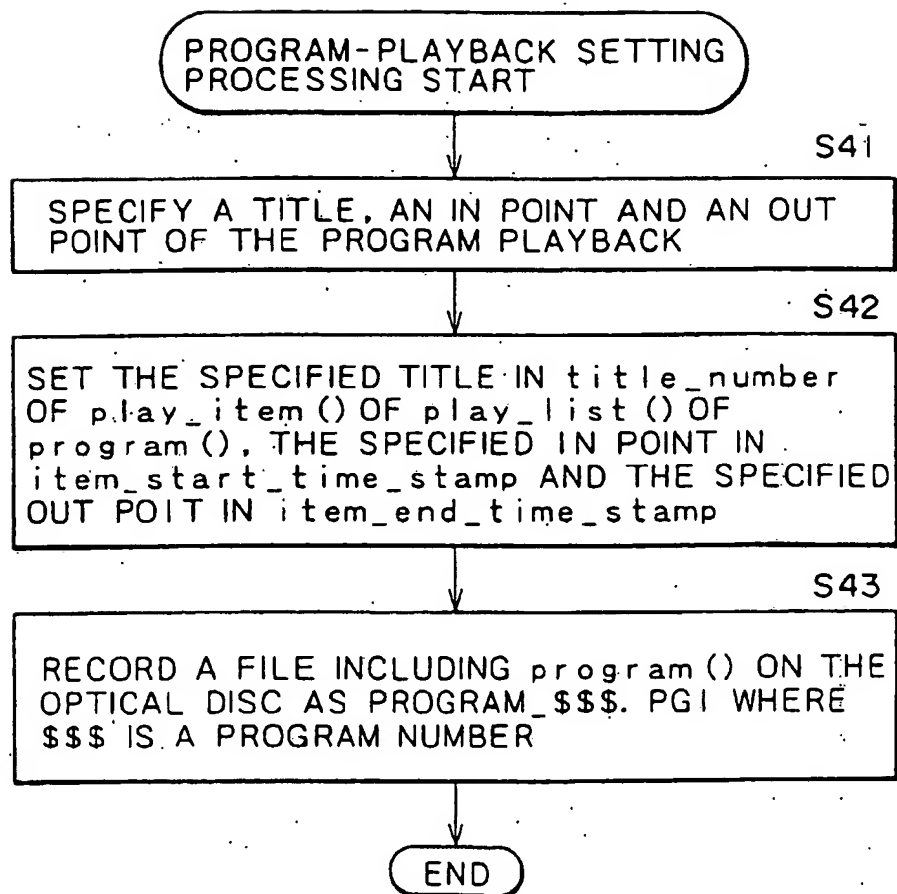 PROGRAM-PLAYBACK SETTING
PROCESSING START
S41
SPECIFY A TITLE, AN IN POINT AND AN OUT
POINT OF THE PROGRAM PLAYBACK
S42
SET THE SPECIFIED TITLE IN title_number
OF play_item() OF play_list() OF
program(), THE SPECIFIED IN POINT IN
item_start_time_stamp AND THE SPECIFIED
OUT POIT IN item_end_time_stamp
S43
RECORD A FILE INCLUDING program() ON THE
OPTICAL DISC AS PROGRAM_$$$. PGI WHERE
$$$ IS A PROGRAM NUMBER
END